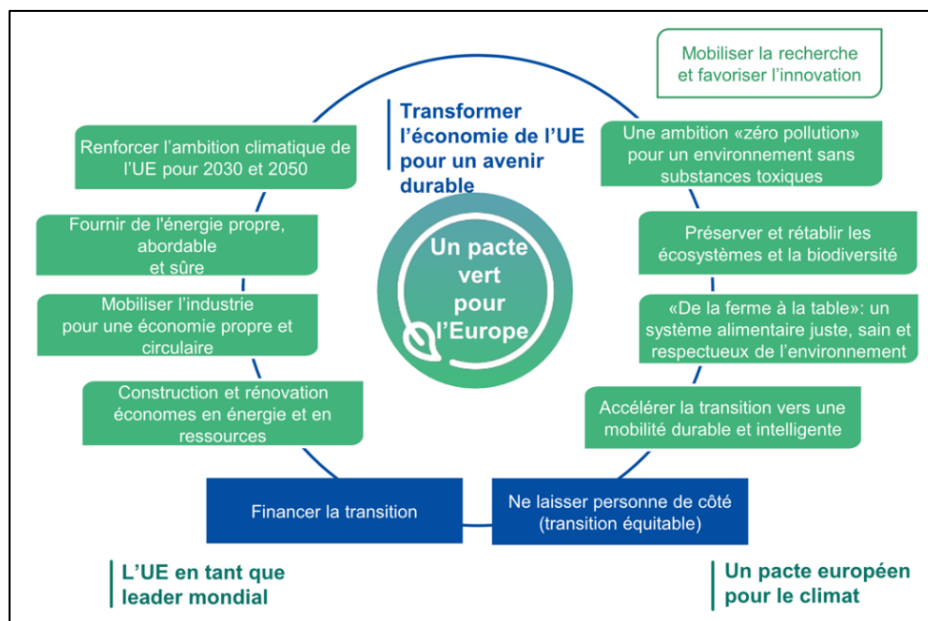 Mobiliser la recherche
et favoriser l’innovation
Transformer
l’économie de l’UE
pour un avenir
durable
Renforcer l’ambition climatique de
l’UE pour 2030 et 2050
Une ambition «zéro pollution»
pour un environnement sans
substances toxiques
Fournir de l'énergie propre,
abordable
et sûre
Préserver et rétablir les
écosystèmes et la biodiversité
Un pacte
vert
pour
l’Europe
Mobiliser l’industrie
pour une économie propre et
circulaire
«De la ferme à la table»: un
système alimentaire juste, sain et
respectueux de l’environnement
Construction et rénovation
économes en énergie et en
ressources
Accélérer la transition vers une
mobilité durable et intelligente
Financer la transition
Ne laisser personne de côté
(transition équitable)
L’UE en tant que
leader mondial
Un pacte européen
pour le climat